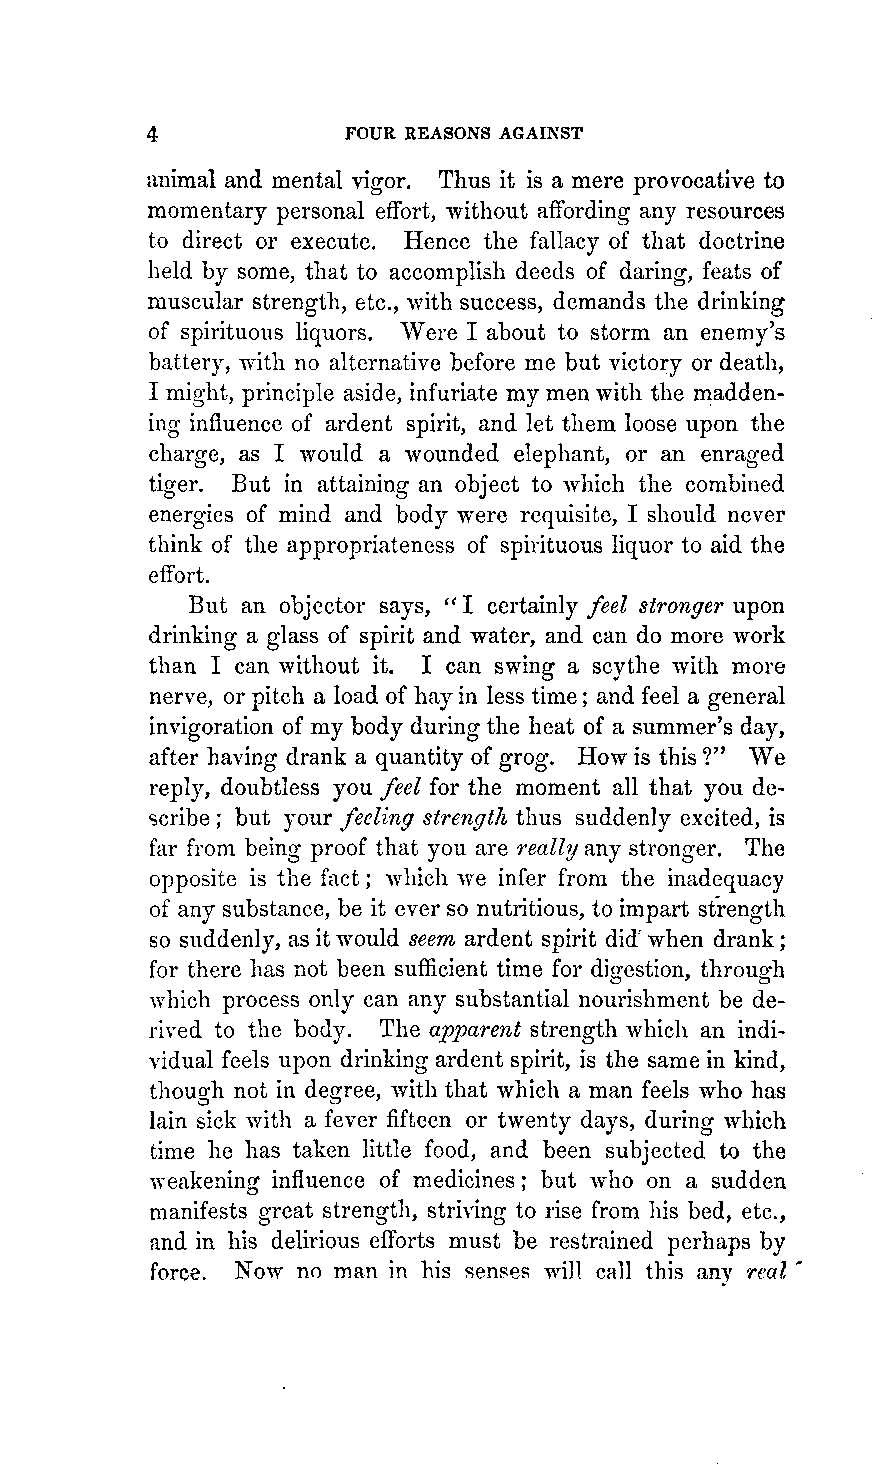 4 FOUR REASONS AGAINST
animal and mental vigor. Thus it is a mere provocative to
momentary personal effort, without affording any resources
to direct or execute. Hence the fallacy of that doctrine
held by some, that to accomplish deeds of daring, feats of
muscular strength, etc., with success, demands the drinking
of spirituous liquors. Were I about to storm an enemy's
battery, with no alternative before me but victory or death,
I might, principle aside, infuriate my men with the madden-
ing influence of ardent spirit, and let them loose upon the
charge, as I would a wounded elephant, or an enraged
tiger. But in attaining an object to which the combined
energies of mind and body were requisite, I should never
think of the appropriateness of spirituous liquor to aid the
effort.
But an objector says, "I certainly feel stronger upon
drinking a glass of spirit and water, and can do more work
than I can without it. I can swing a scythe with more
nerve, or pitch a load of hay in less time; and feel a general
invigoration of my body during the heat of a summer's day,
after having drank a quantity of grog. How is this?" We
reply, doubtless you feel for the moment all that you de-
scribe; but your feeling strength thus suddenly excited, is
far from being proof that you are really any stronger. The
opposite is the fact; which we infer from the inadequacy
of any substance, be it ever so nutritious, to impart strength
so suddenly, as it would seem ardent spirit did when drank;
for there has not been sufficient time for digestion, through
which process only can any substantial nourishment be de-
rived to the body. The apparent strength which an indi-
vidual feels upon drinking ardent spirit, is the same in kind,
though not in degree, with that which a man feels who has
lain sick with a fever fifteen or twenty days, during which
time he has taken little food, and been subjected to the
weakening influence of medicines; but who on a sudden
manifests great strength, striving to rise from his bed, etc.,
and in his delirious efforts must be restrained perhaps by
force. Now no man in his senses will call this any real